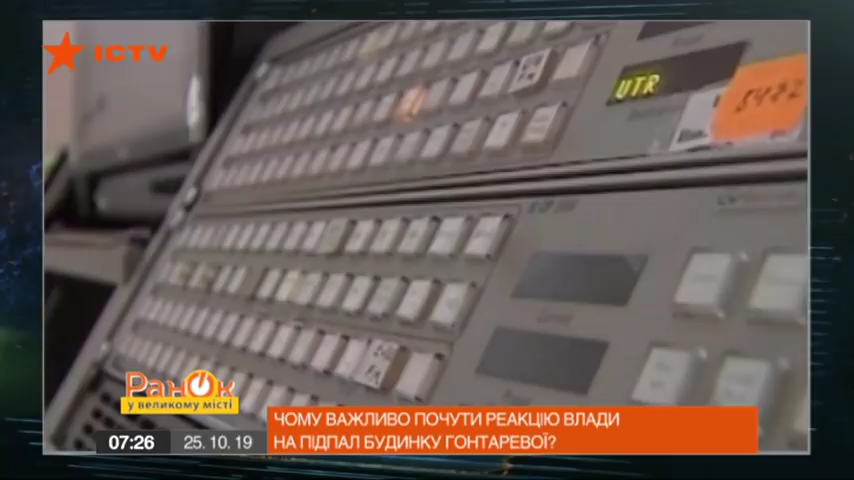 ICTV
UTR
5472
РанОк
у великому місті
ЧОМУ ВАЖЛИВО ПОЧУТИ РЕАКЦІЮ ВЛАДИ
НА ПІДПАЛ БУДИНКУ ГОНТАРЕВОЇ?
07:26 25.10.19